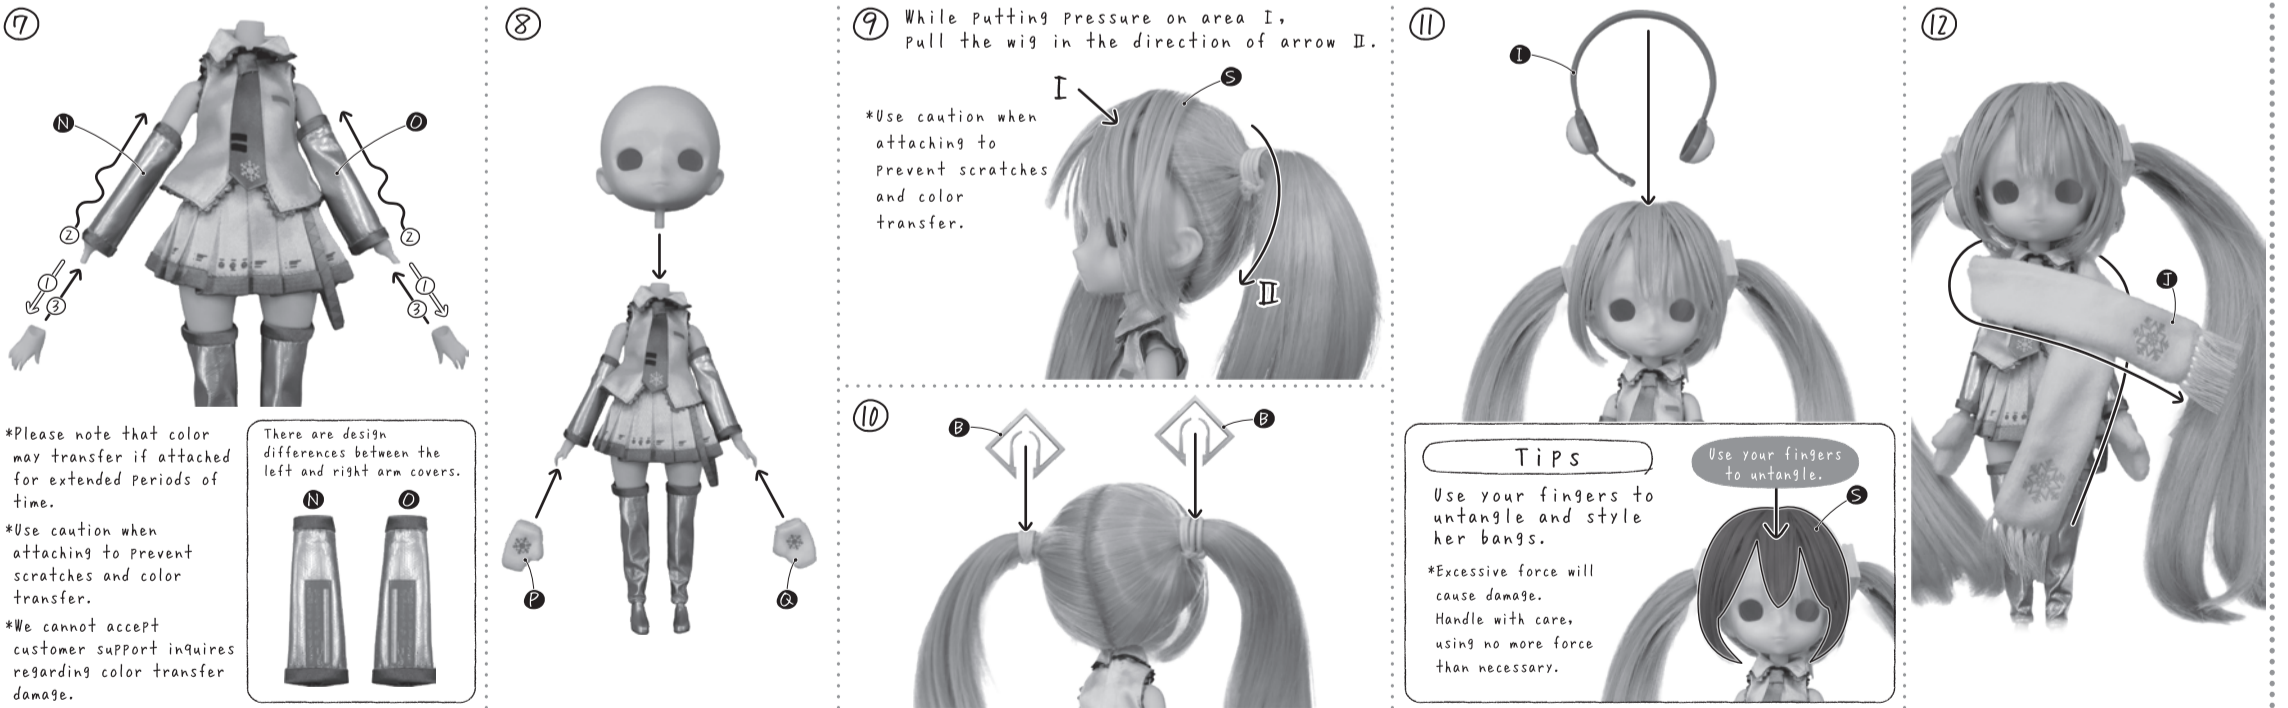 7
N
O
2
2
1
3
1
3
*Please note that color
may transfer if attached
for extended periods of
time.
*Use caution when
attaching to prevent
scratches and color
transfer.
*We cannot accept
customer support inquires
regarding color transfer
damage.
There are design
differences between the
left and right arm covers.
N
O
8
P
Q
9
While putting pressure on area I,
pull the wig in the direction of arrow II.
I
S
*Use caution when
attaching to
prevent scratches
and color
transfer.
II
10
B
B
11
I
Tips
Use your fingers to
untangle and style
her bangs.
*Excessive force will
cause damage.
Handle with care,
using no more force
than necessary.
Use your fingers
to untangle.
S
12
J